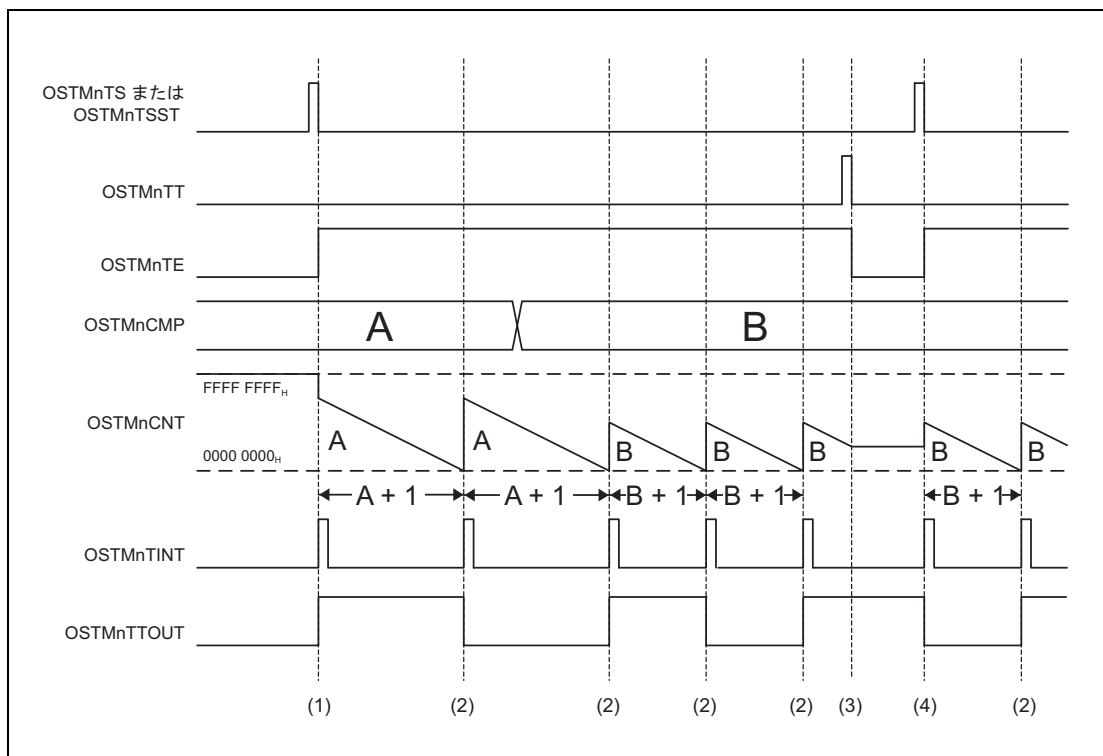 OSTMnTS または
OSTMnTSST
OSTMnTT
OSTMnTE
OSTMnCMP
A
B
FFFF FFFFH
OSTMnCNT
0000 0000H
A
A
B
B
B
B
B
A + 1
A + 1
B + 1
B + 1
B + 1
OSTMnTINT
OSTMnTTOUT
(1)
(2)
(2)
(2)
(2)
(3)
(4)
(2)